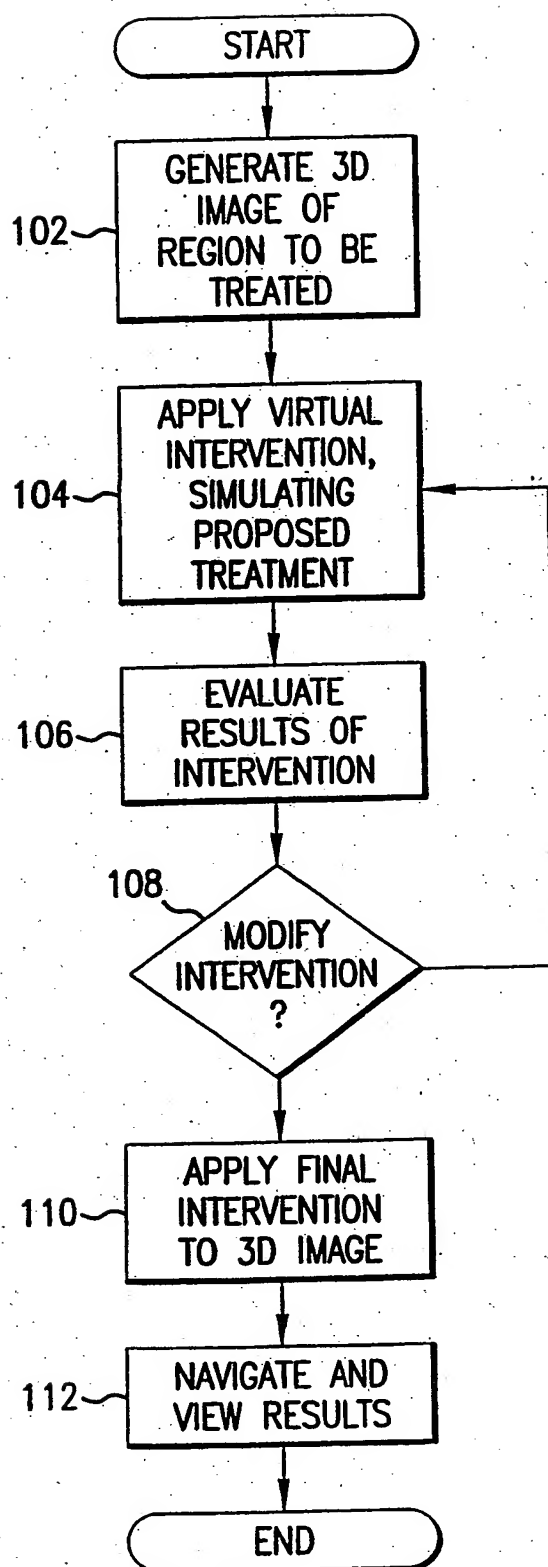 START
GENERATE 3D
IMAGE OF
102
REGION TO BE
TREATED
APPLY VIRTUAL
INTERVENTION,
104
SIMULATING
PROPOSED
TREATMENT
EVALUATE
106
RESULTS OF
INTERVENTION
108
MODIFY
INTERVENTION
?
APPLY FINAL
110
INTERVENTION
TO 3D IMAGE
NAVIGATE AND
112
VIEW RESULTS
END